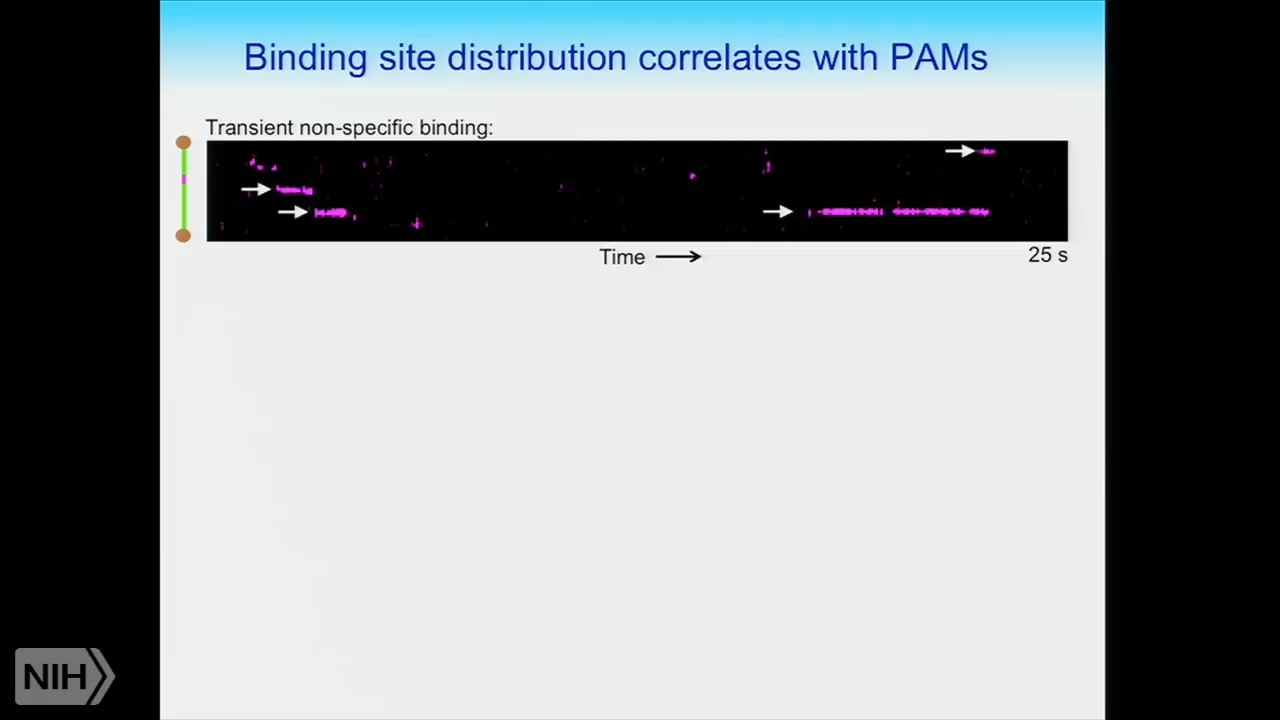 Binding site distribution correlates with PAMs
Transient non-specific binding:
Time
25 s
NIH